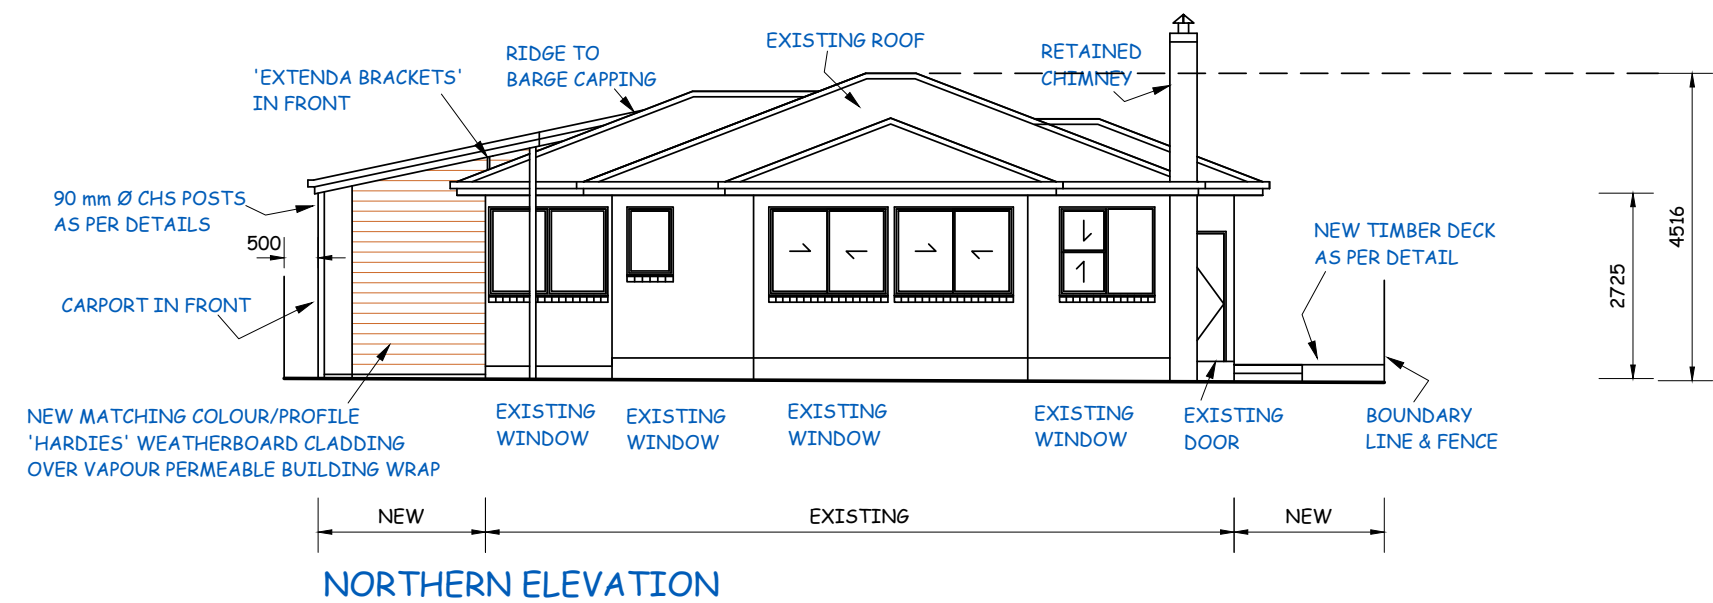 EXISTING ROOF
RIDGE TO
BARGE CAPPING
RETAINED
CHIMNEY
'EXTENDA BRACKETS'
IN FRONT
90 mm Ø CHS POSTS
AS PER DETAILS
500
CARPORT IN FRONT
NEW TIMBER DECK
AS PER DETAIL
4516
2725
NEW MATCHING COLOUR/PROFILE
'HARDIES' WEATHERBOARD CLADDING
OVER VAPOUR PERMEABLE BUILDING WRAP
EXISTING
WINDOW
EXISTING
WINDOW
EXISTING
WINDOW
EXISTING
WINDOW
EXISTING
DOOR
BOUNDARY
LINE & FENCE
NEW
EXISTING
NEW
NORTHERN ELEVATION